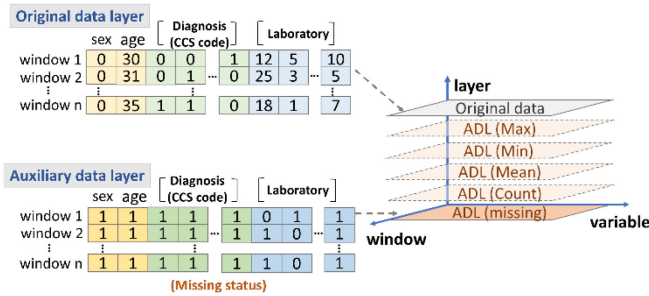 Original data layer
Diagnosis
(CCS code)
Laboratory
sex age
window 1 0 30 0 0 1 12 5 10
window 2 0 31 0 1 ... 0 25 3 ... 5
window n 0 35 1 1 0 18 1 7
Auxiliary data layer
Diagnosis
(CCS code)
Laboratory
sex age
window 1 1 1 1 1 1 0 1 1
window 2 1 1 1 1 ... 1 1 0 ... 1
window n 1 1 1 1 1 1 0 1
(Missing status)
layer
Original data
ADL (Max)
ADL (Min)
ADL (Mean)
ADL (Count)
ADL (missing)
variable
window